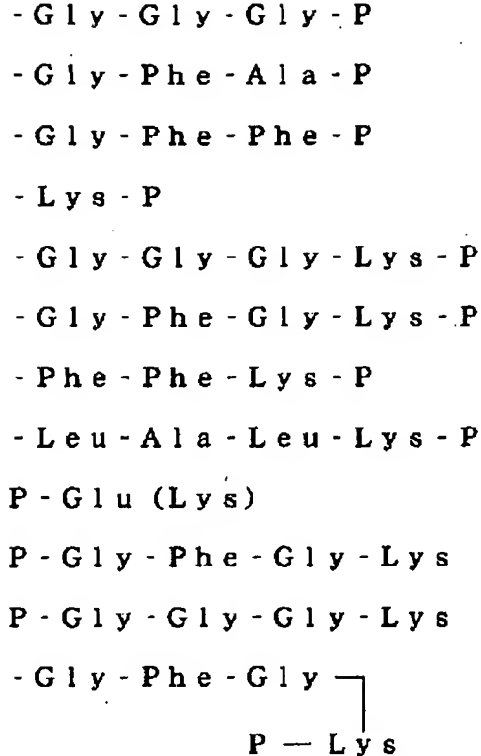 -Gly-Gly-Gly-P
-Gly-Phe-Ala-P
-Gly-Phe-Phe-P
-Lys-P
-Gly-Gly-Gly-Lys-P
-Gly-Phe-Gly-Lys-P
-Phe-Phe-Lys-P
-Leu-Ala-Leu-Lys-P
P-Glu (Lys)
P-Gly-Phe-Gly-Lys
P-Gly-Gly-Gly-Lys
-Gly-Phe-Gly
P — Lys